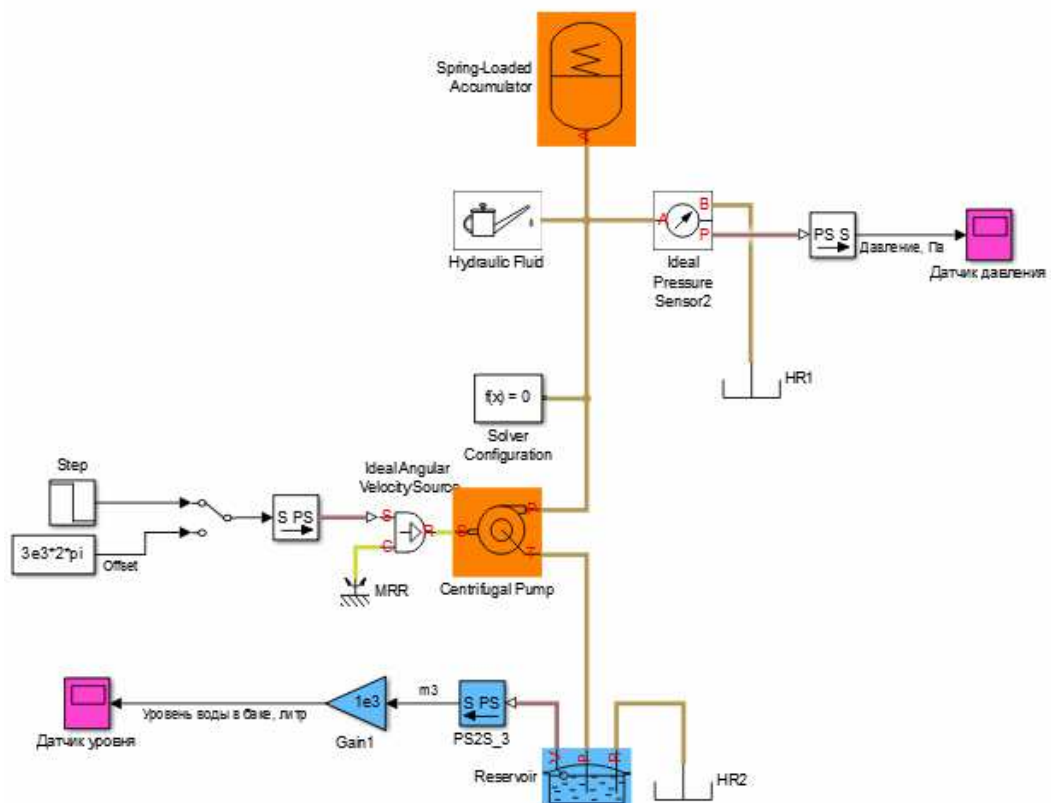 Spring-Loaded
Accumulator
A
Hydraulic Fluid
A
B
P
Ideal
Pressure
Sensor2
PS S
Давление, Па
Датчик давления
HR1
f(x) = 0
Solver
Configuration
Step
3e3*2*pi
Offset
S PS
Ideal Angular
Velocity Source
S
C
R
MRR
S
P
T
Centrifugal Pump
Датчик уровня
Уровень воды в баке, литр
1e3
Gain1
m3
S PS
PS2S_3
Reservoir
V
P
R
HR2